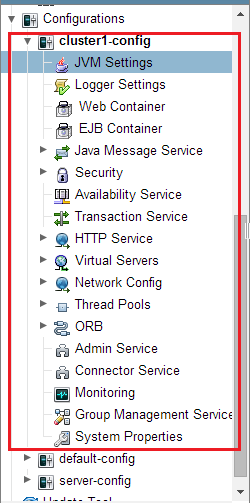 Configurations
cluster1-config
JVM Settings
Logger Settings
Web Container
EJB Container
Java Message Service
Security
Availability Service
Transaction Service
HTTP Service
Virtual Servers
Network Config
Thread Pools
ORB
Admin Service
Connector Service
Monitoring
Group Management Service
System Properties
default-config
server-config
Update Tool